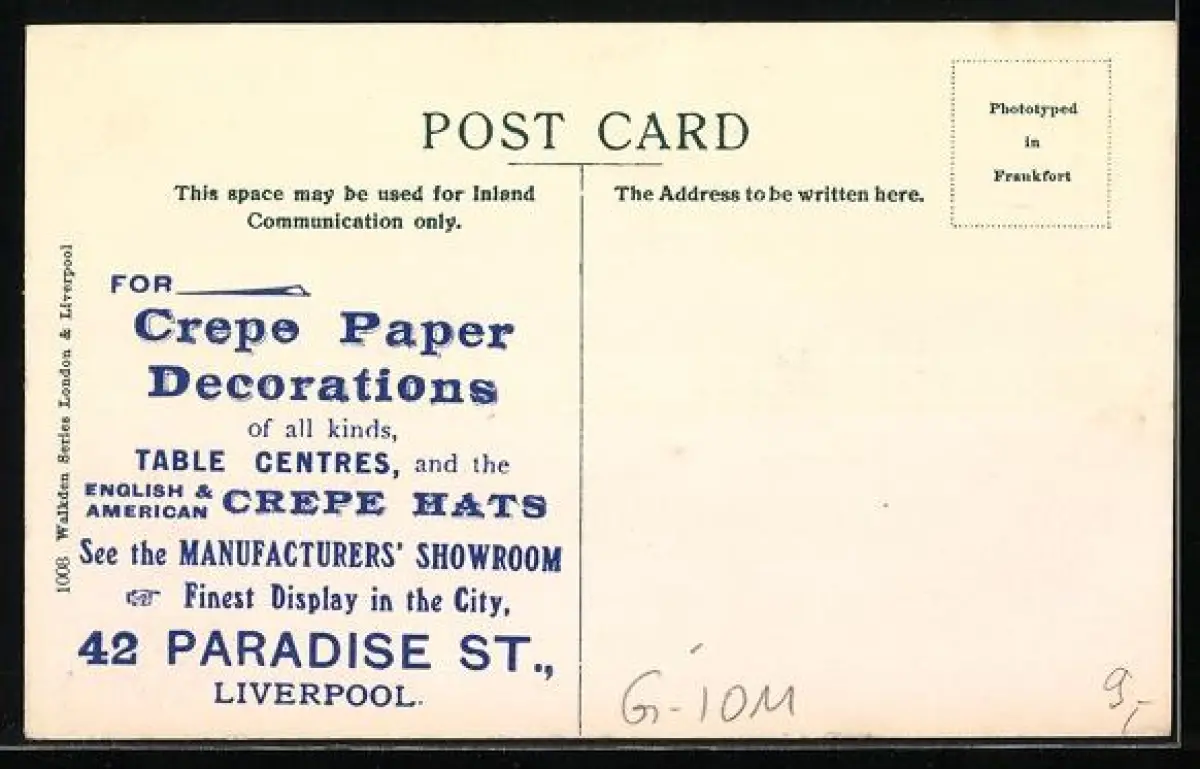 POST CARD
Phototyped
in
Frankfort
This space may be used for Inland
Communication only.
The Address to be written here.
1008 Walkden Series London & Liverpool
FOR
Crepe Paper
Decorations
of all kinds,
TABLE CENTRES, and the
ENGLISH &
AMERICAN CREPE HATS
See the MANUFACTURERS' SHOWROOM
☞ Finest Display in the City,
42 PARADISE ST.,
LIVERPOOL.
9,-